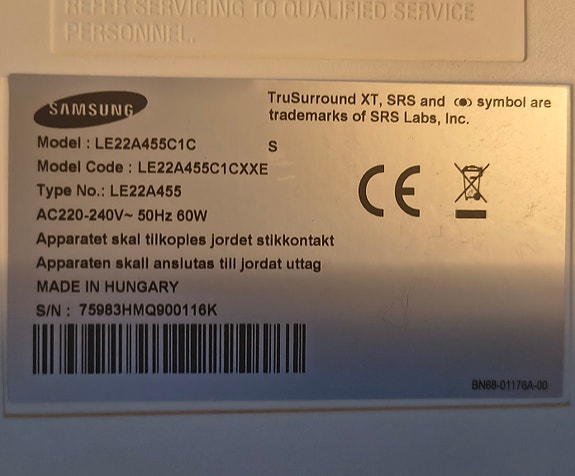 REFER SERVICING TO QUALIFIED SERVICE
PERSONNEL.
SAMSUNG
TruSurround XT, SRS and (●) symbol are
trademarks of SRS Labs, Inc.
Model : LE22A455C1C S
Model Code : LE22A455C1CXXE
Type No.: LE22A455
AC220-240V~ 50Hz 60W
Apparatet skal tilkoples jordet stikkontakt
Apparaten skall anslutas till jordat uttag
MADE IN HUNGARY
S/N : 75983HMQ900116K
CE
BN68-01176A-00